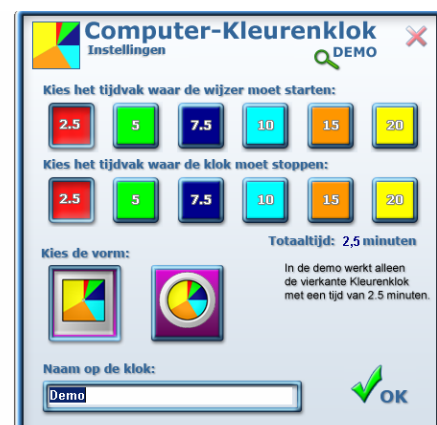 Computer-Kleurenklok
Instellingen
DEMO
Kies het tijdvak waar de wijzer moet starten:
2.5 5 7.5 10 15 20
Kies het tijdvak waar de klok moet stoppen:
2.5 5 7.5 10 15 20
Totaaltijd: 2,5 minuten
Kies de vorm:
In de demo werkt alleen
de vierkante Kleurenklok
met een tijd van 2.5 minuten.
Naam op de klok:
Demo
OK